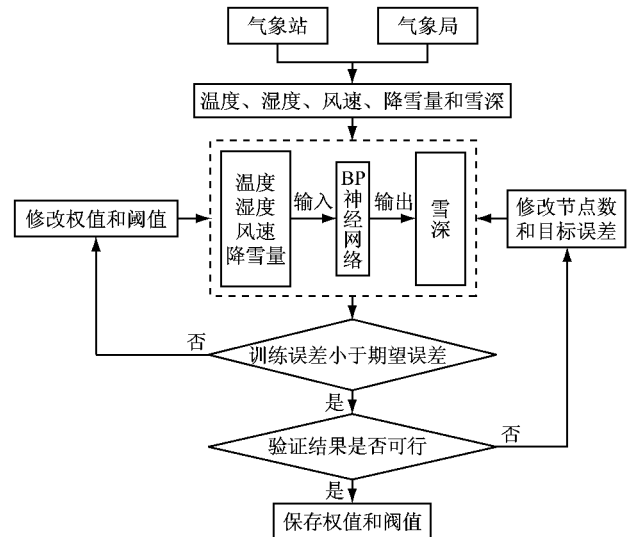 气象站
气象局
温度、湿度、风速、降雪量和雪深
温度
湿度
风速
降雪量
输入
BP
神
经
网
络
输出
雪
深
修改权值和阈值
修改节点数
和目标误差
否
训练误差小于期望误差
是
验证结果是否可行
否
是
保存权值和阀值